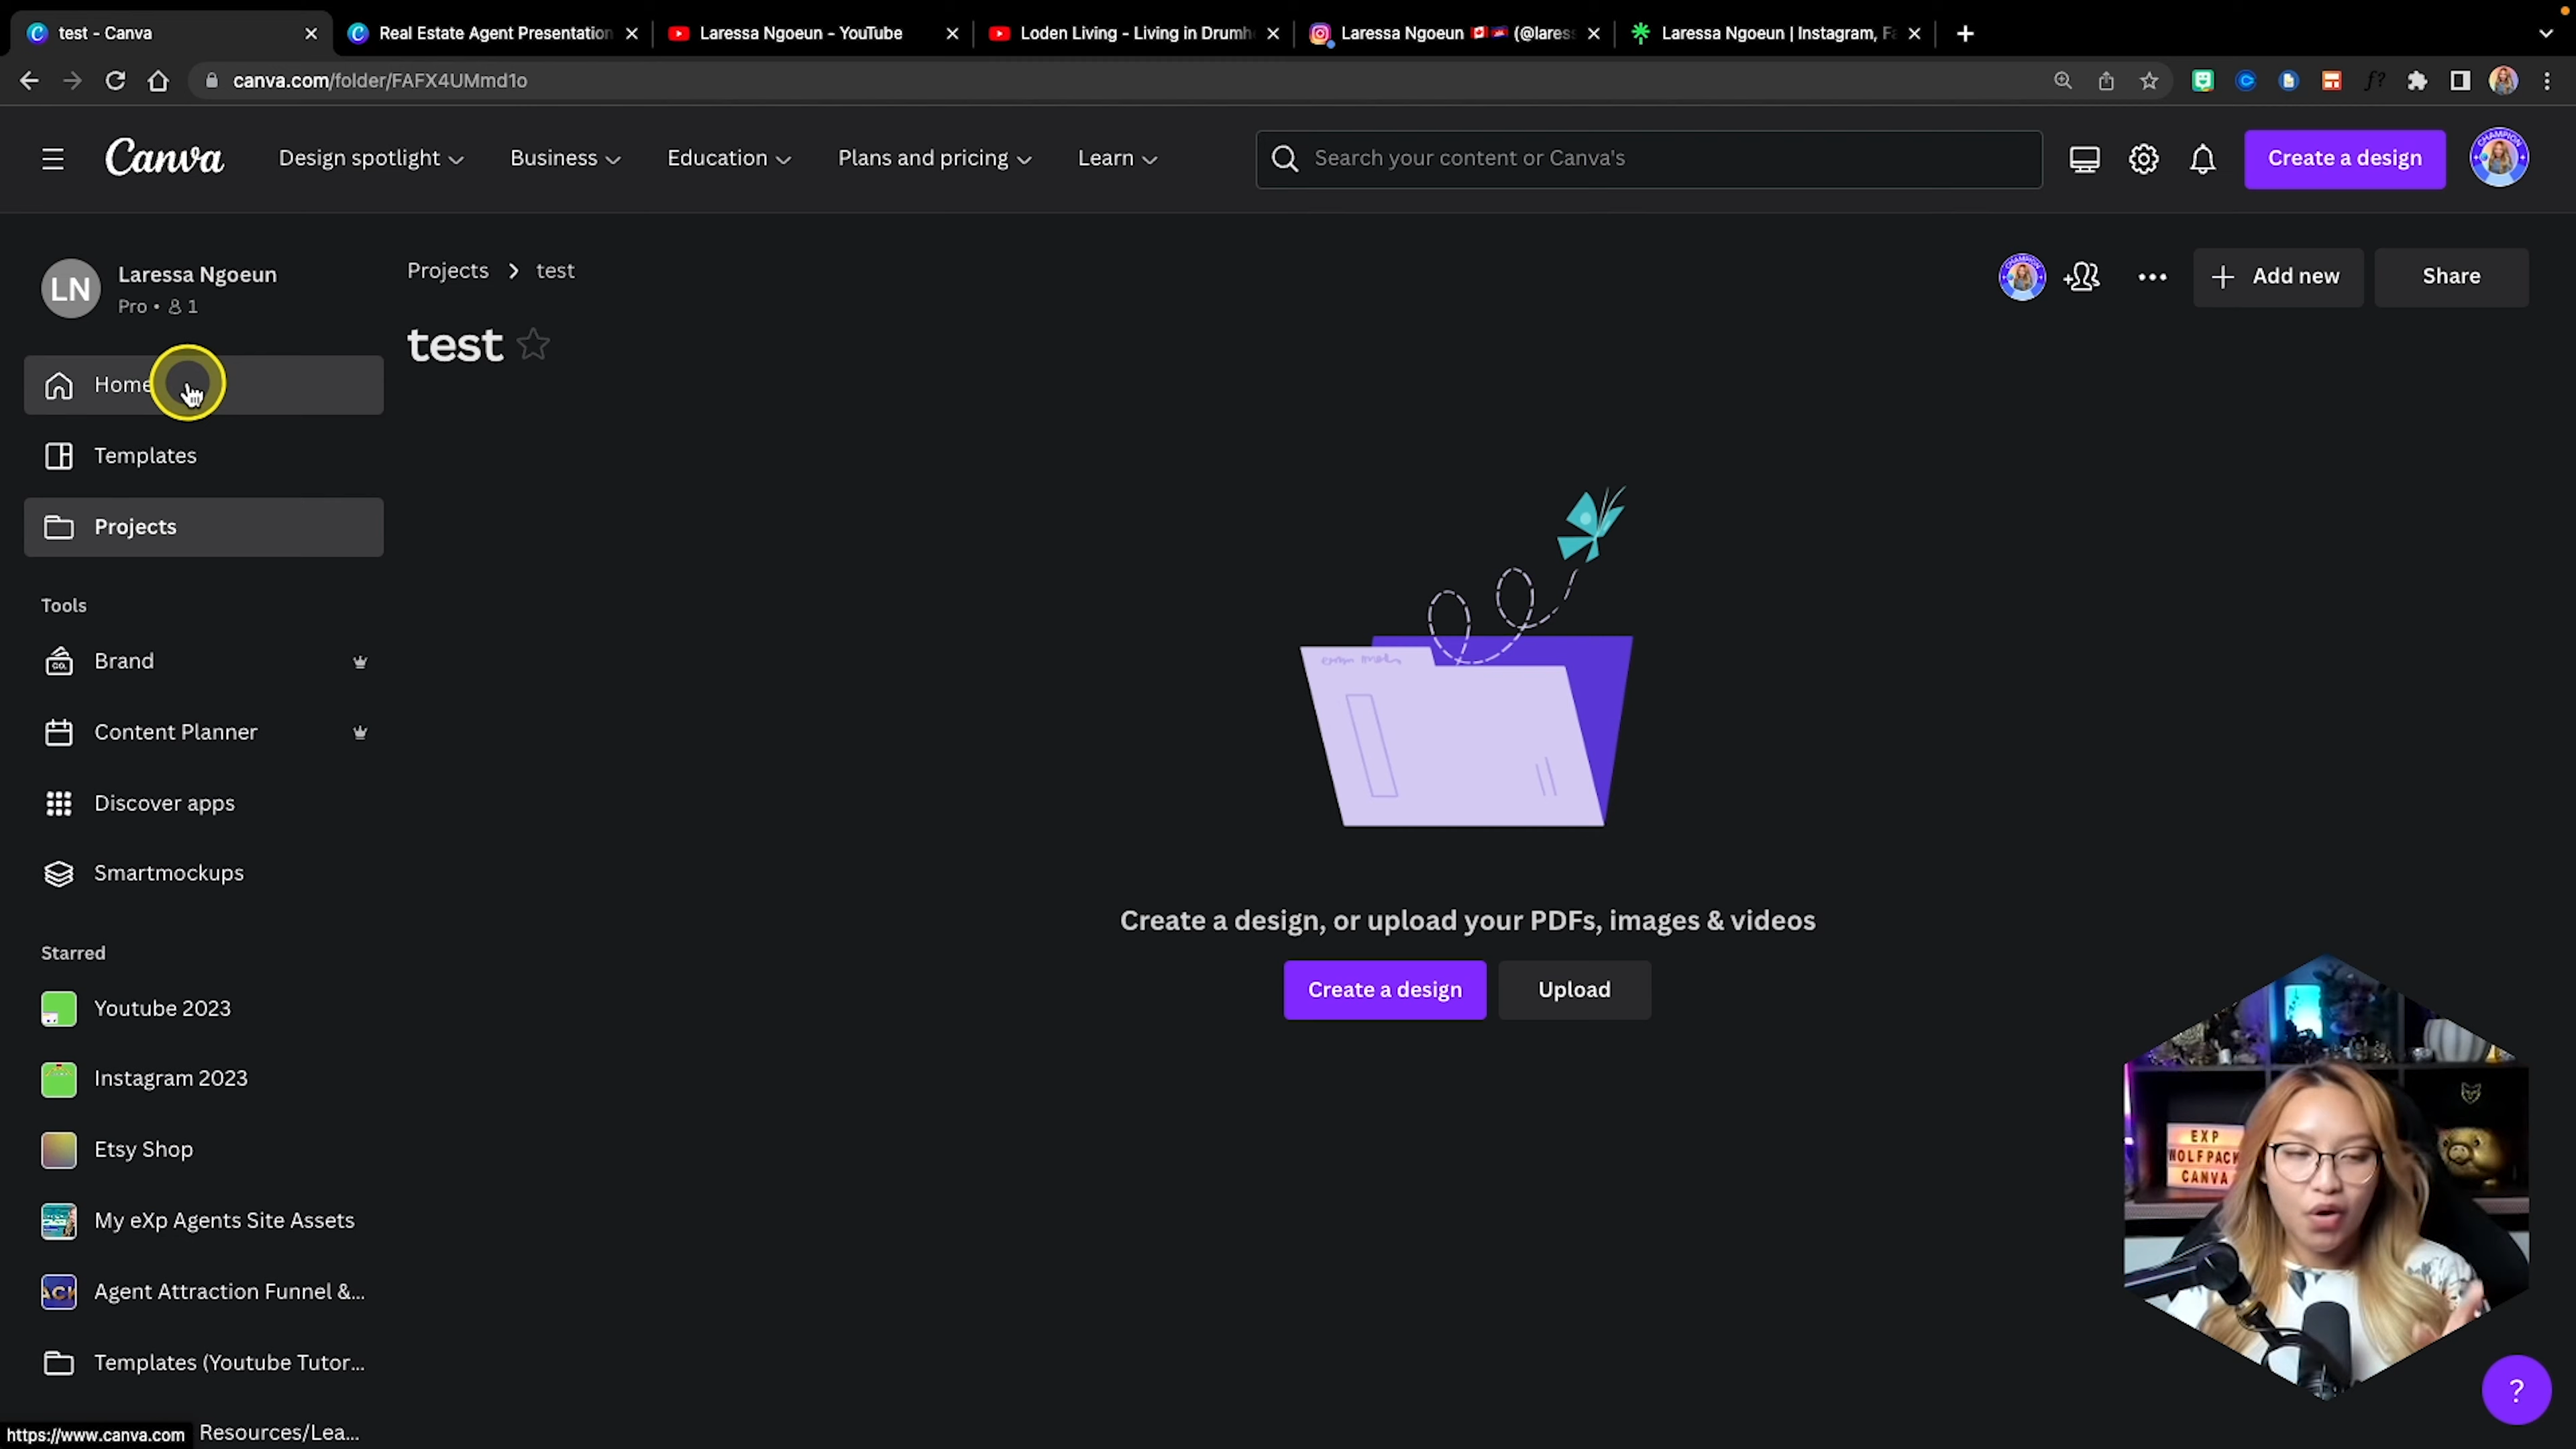 test - Canva
Real Estate Agent Presentation
Laressa Ngoeun - YouTube
Loden Living - Living in Drumh
Laressa Ngoeun 🇨🇦🇰🇭 (@lares
Laressa Ngoeun | Instagram, Fa
canva.com/folder/FAFX4UMmd1o
Canva
Design spotlight
Business
Education
Plans and pricing
Learn
Search your content or Canva's
Create a design
LN
Laressa Ngoeun
Pro • 1
Projects > test
Add new
Share
test
Home
Templates
Projects
Tools
Brand
CO.
Content Planner
Discover apps
Smartmockups
Starred
Youtube 2023
Instagram 2023
Etsy Shop
My eXp Agents Site Assets
Agent Attraction Funnel &...
Templates (Youtube Tutor...
Resources/Lea...
https://www.canva.com
Create a design, or upload your PDFs, images & videos
Create a design
Upload
CHAMPION
EXP
WOLFPACK
CANVA
?